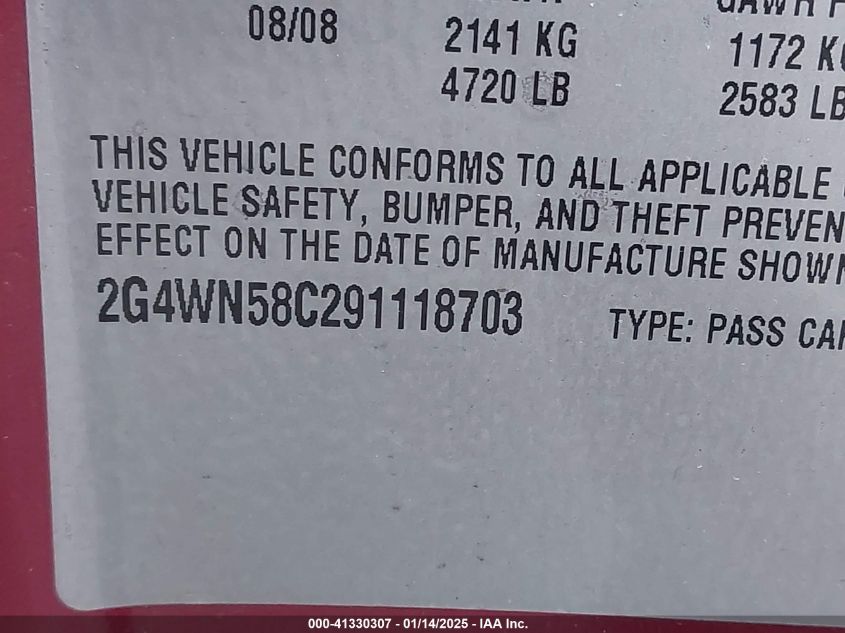 08/08
2141 KG
1172 KG
4720 LB
2583 LB
THIS VEHICLE CONFORMS TO ALL APPLICABLE
VEHICLE SAFETY, BUMPER, AND THEFT PREVEN
EFFECT ON THE DATE OF MANUFACTURE SHOWN
2G4WN58C291118703
TYPE: PASS CAR
000-41330307 - 01/14/2025 - IAA Inc.